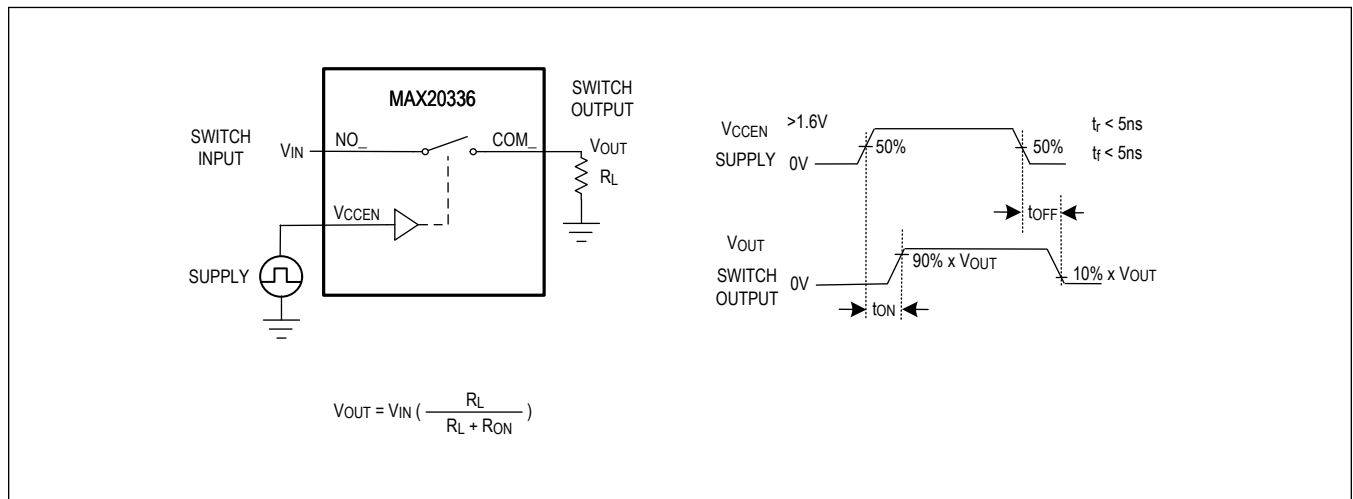 MAX20336
SWITCH
INPUT
VIN
NO_
COM_
SWITCH
OUTPUT
VOUT
RL
VCCEN
SUPPLY
VOUT = VIN ( RL / RL + RON )
VCCEN >1.6V
SUPPLY 0V
50%
50%
tr < 5ns
tf < 5ns
tOFF
VOUT
SWITCH
OUTPUT
0V
90% x VOUT
10% x VOUT
tON